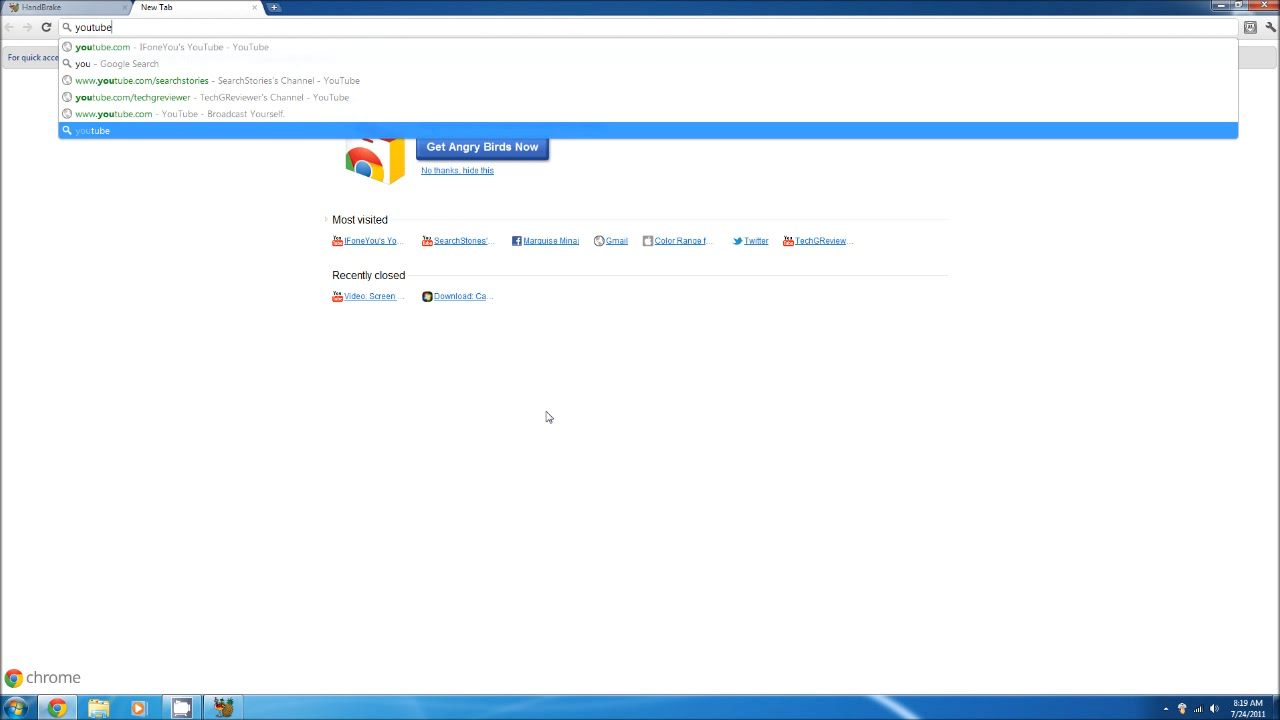 HandBrake New Tab
youtube
youtube.com - IFoneYou's YouTube - YouTube
you - Google Search
www.youtube.com/searchstories - SearchStories's Channel - YouTube
youtube.com/techgreviewer - TechGReviewer's Channel - YouTube
www.youtube.com - YouTube - Broadcast Yourself.
youtube
For quick acce
Get Angry Birds Now
No thanks, hide this
Most visited
IFoneYou's Yo... SearchStories'... Marquise Minai Gmail Color Range f... Twitter TechGReview...
Recently closed
Video: Screen ... Download: Ca...
chrome
8:19 AM
7/24/2011